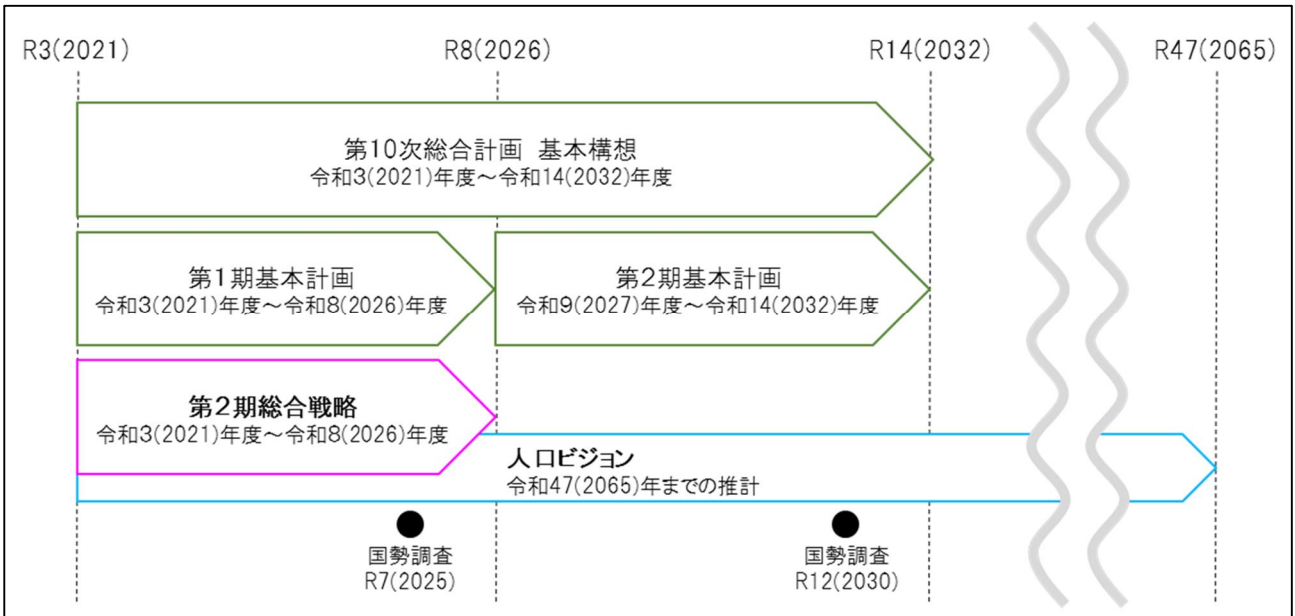 R3(2021)
R8(2026)
R14(2032)
R47(2065)
第10次総合計画 基本構想
令和3(2021)年度～令和14(2032)年度
第1期基本計画
令和3(2021)年度～令和8(2026)年度
第2期基本計画
令和9(2027)年度～令和14(2032)年度
第2期総合戦略
令和3(2021)年度～令和8(2026)年度
人口ビジョン
令和47(2065)年までの推計
国勢調査
R7(2025)
国勢調査
R12(2030)